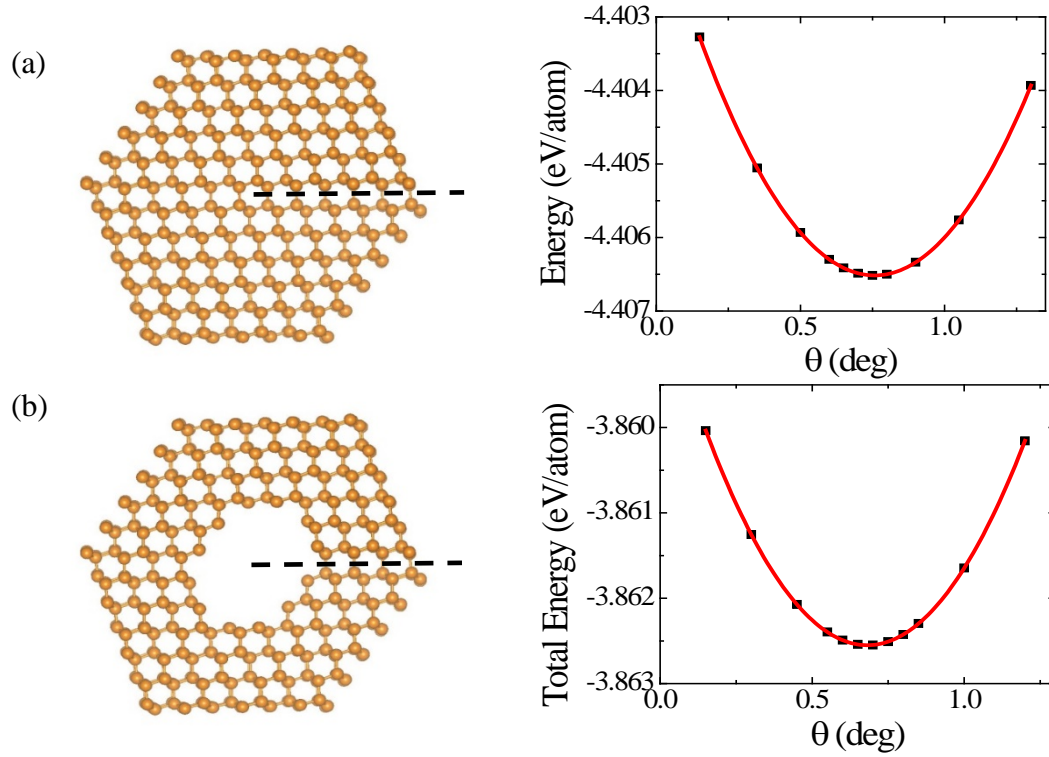 (a)
Energy (eV/atom)
-4.403
-4.404
-4.405
-4.406
-4.407
0.0 0.5 1.0
θ (deg)
(b)
Total Energy (eV/atom)
-3.860
-3.861
-3.862
-3.863
0.0 0.5 1.0
θ (deg)